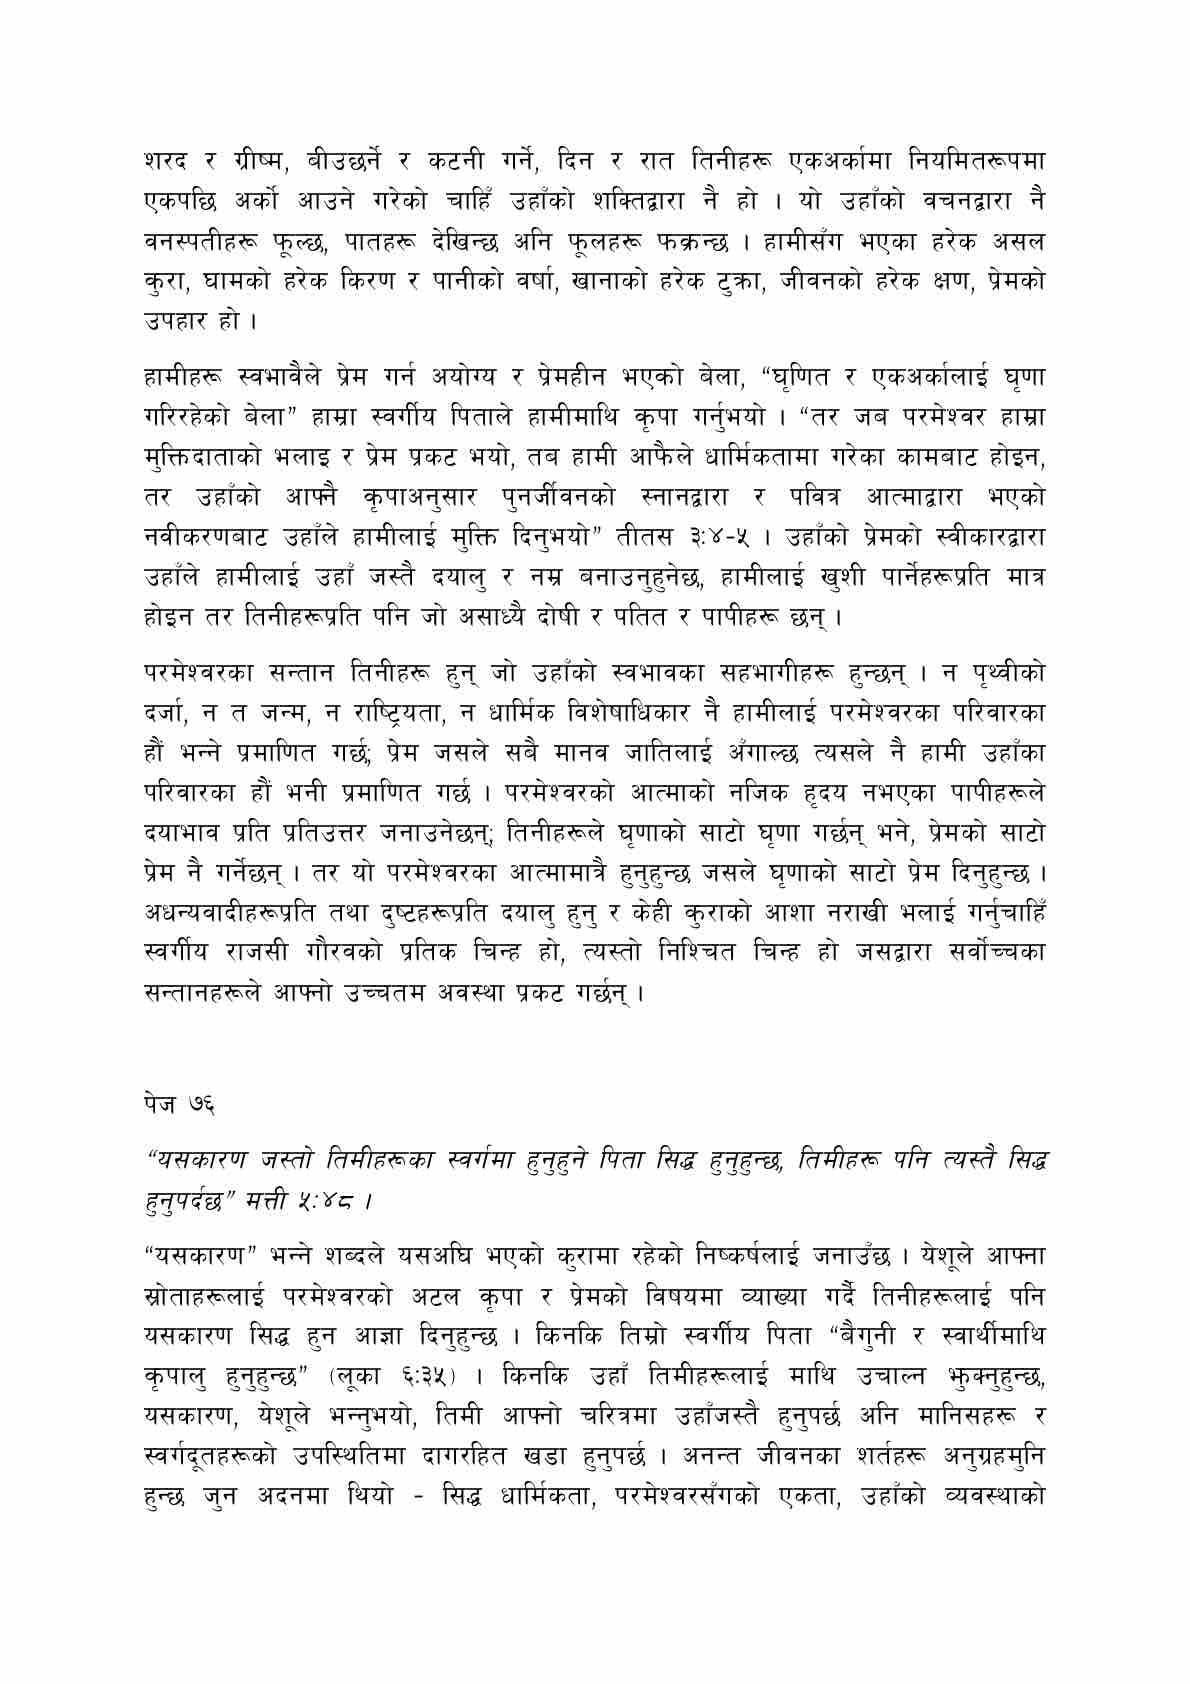 शरद र ग्रीष्म, बीउछर्ने र कटनी गर्ने, दिन र रात तिनीहरू एकअर्कामा नियमितरूपमा
एकपछि अर्को आउने गरेको चाहिँ उहाँको शक्तिद्वारा नै हो । यो उहाँको वचनद्वारा नै
वनस्पतीहरू फूल्छ, पातहरू देखिन्छ अनि फूलहरू फक्रन्छ । हामीसँग भएका हरेक असल
कुरा, घामको हरेक किरण र पानीको वर्षा, खानाको हरेक टुक्रा, जीवनको हरेक क्षण, प्रेमको
उपहार हो ।
हामीहरू स्वभावैले प्रेम गर्न अयोग्य र प्रेमहीन भएको बेला, “घृणित र एकअर्कालाई घृणा
गरिरहेको बेला” हाम्रा स्वर्गीय पिताले हामीमाथि कृपा गर्नुभयो । “तर जब परमेश्वर हाम्रा
मुक्तिदाताको भलाइ र प्रेम प्रकट भयो, तब हामी आफैले धार्मिकतामा गरेका कामबाट होइन,
तर उहाँको आफ्नै कृपाअनुसार पुनर्जीवनको स्नानद्वारा र पवित्र आत्माद्वारा भएको
नवीकरणबाट उहाँले हामीलाई मुक्ति दिनुभयो” तीतस ३:४-५ । उहाँको प्रेमको स्वीकारद्वारा
उहाँले हामीलाई उहाँ जस्तै दयालु र नम्र बनाउनुहुनेछ, हामीलाई खुशी पार्नेहरूप्रति मात्र
होइन तर तिनीहरूप्रति पनि जो असाध्यै दोषी र पतित र पापीहरू छन् ।
परमेश्वरका सन्तान तिनीहरू हुन् जो उहाँको स्वभावका सहभागीहरू हुन्छन् । न पृथ्वीको
दर्जा, न त जन्म, न राष्ट्रियता, न धार्मिक विशेषाधिकार नै हामीलाई परमेश्वरका परिवारका
हौं भन्ने प्रमाणित गर्छ; प्रेम जसले सबै मानव जातिलाई अँगाल्छ त्यसले नै हामी उहाँका
परिवारका हौं भनी प्रमाणित गर्छ । परमेश्वरको आत्माको नजिक हृदय नभएका पापीहरूले
दयाभाव प्रति प्रतिउत्तर जनाउनेछन्; तिनीहरूले घृणाको साटो घृणा गर्छन् भने, प्रेमको साटो
प्रेम नै गर्नेछन् । तर यो परमेश्वरका आत्मामात्रै हुनुहुन्छ जसले घृणाको साटो प्रेम दिनुहुन्छ ।
अधन्यवादीहरूप्रति तथा दुष्टहरूप्रति दयालु हुनु र केही कुराको आशा नराखी भलाई गर्नुचाहिँ
स्वर्गीय राजसी गौरवको प्रतिक चिन्ह हो, त्यस्तो निश्चित चिन्ह हो जसद्वारा सर्वोच्चका
सन्तानहरूले आफ्नो उच्चतम अवस्था प्रकट गर्छन् ।
पेज ७६
“यसकारण जस्तो तिमीहरूका स्वर्गमा हुनुहुने पिता सिद्ध हुनुहुन्छ, तिमीहरू पनि त्यस्तै सिद्ध
हुनुपर्दछ” मत्ती ५:४८ ।
“यसकारण” भन्ने शब्दले यसअघि भएको कुरामा रहेको निष्कर्षलाई जनाउँछ । येशूले आफ्ना
स्रोताहरूलाई परमेश्वरको अटल कृपा र प्रेमको विषयमा व्याख्या गर्दै तिनीहरूलाई पनि
यसकारण सिद्ध हुन आज्ञा दिनुहुन्छ । किनकि तिम्रो स्वर्गीय पिता “बैगुनी र स्वार्थीमाथि
कृपालु हुनुहुन्छ” (लूका ६:३५) । किनकि उहाँ तिमीहरूलाई माथि उचाल्न झुक्नुहुन्छ,
यसकारण, येशूले भन्नुभयो, तिमी आफ्नो चरित्रमा उहाँजस्तै हुनुपर्छ अनि मानिसहरू र
स्वर्गदूतहरूको उपस्थितिमा दागरहित खडा हुनुपर्छ । अनन्त जीवनका शर्तहरू अनुग्रहमुनि
हुन्छ जुन अदनमा थियो - सिद्ध धार्मिकता, परमेश्वरसँगको एकता, उहाँको व्यवस्थाको